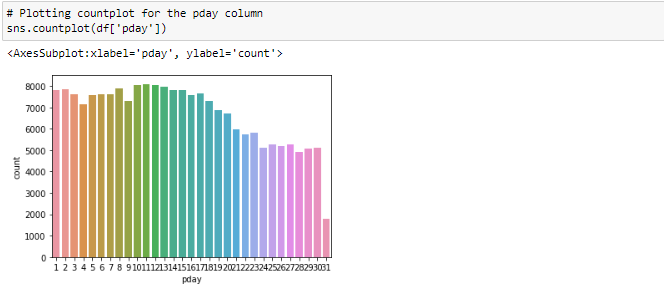 # Plotting countplot for the pday column
sns.countplot(df['pday'])
<AxesSubplot:xlabel='pday', ylabel='count'>
8000
7000
6000
5000
4000
3000
2000
1000
0
count
1 2 3 4 5 6 7 8 9 10 11 12 13 14 15 16 17 18 19 20 21 22 23 24 25 26 27 28 29 30 31
pday